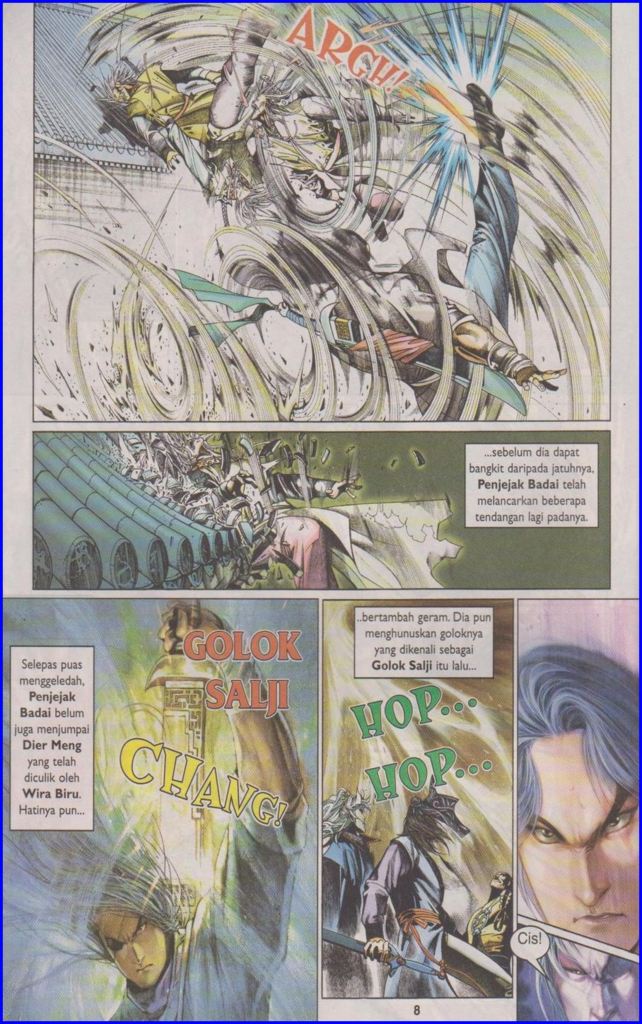 ARGH!
...sebelum dia dapat
bangkit daripada jatuhnya,
Penjejak Badai telah
melancarkan beberapa
tendangan lagi padanya.
Selepas puas
menggeledah,
Penjejak
Badai belum
juga menjumpai
Dier Meng
yang telah
diculik oleh
Wira Biru.
Hatinya pun...
GOLOK
SALJI
CHANG!
..bertambah geram. Dia pun
menghunuskan goloknya
yang dikenali sebagai
Golok Salji itu lalu...
HOP...
HOP...
Cis!
8